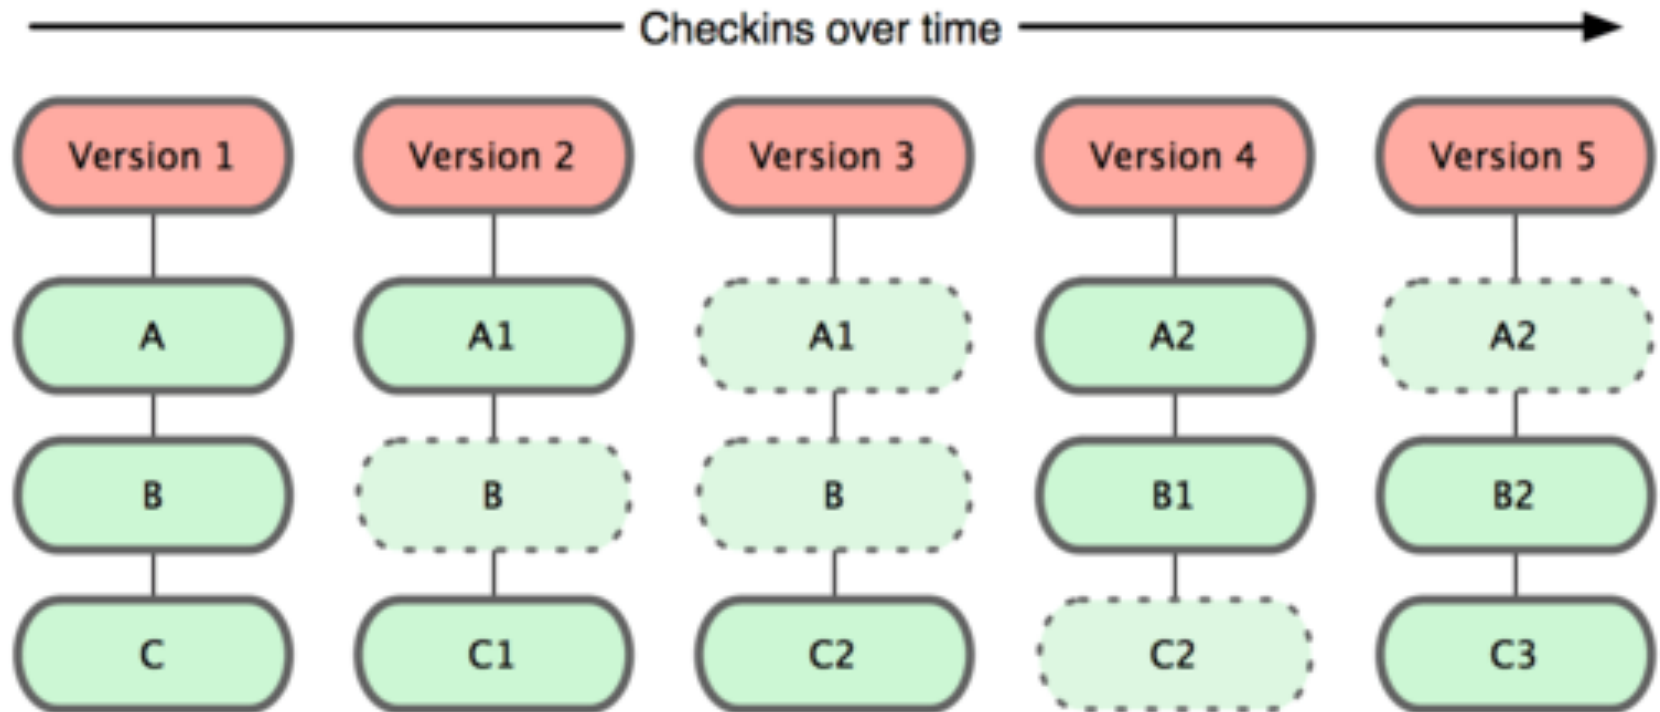 Checkins over time
Version 1 Version 2 Version 3 Version 4 Version 5
A A1 A1 A2 A2
B B B B1 B2
C C1 C2 C2 C3